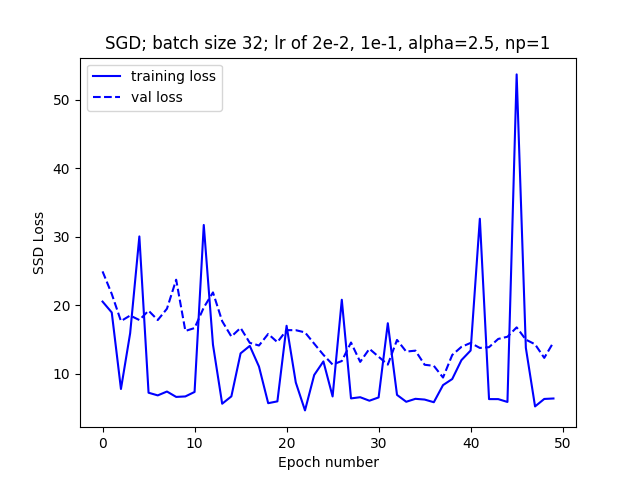 SGD; batch size 32; lr of 2e-2, 1e-1, alpha=2.5, np=1
training loss
val loss
50
40
30
20
10
SSD Loss
0
10
20
30
40
50
Epoch number